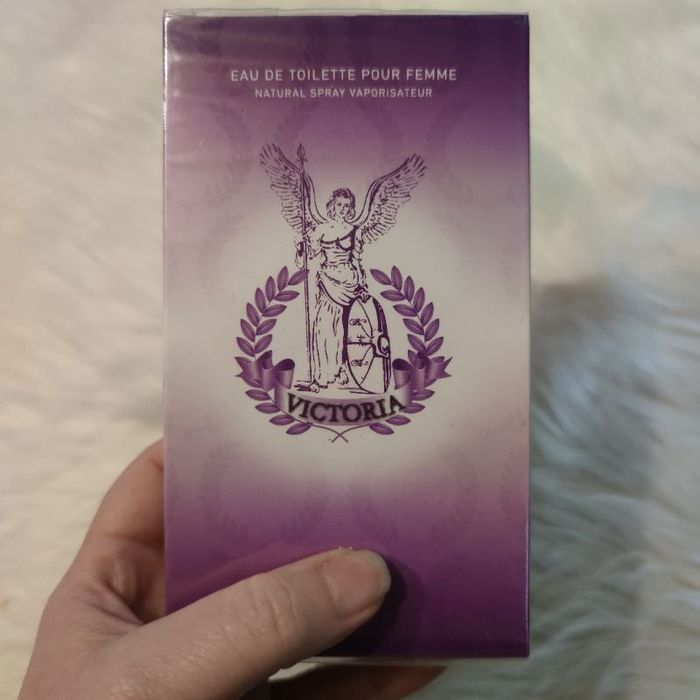 EAU DE TOILETTE POUR FEMME
NATURAL SPRAY VAPORISATEUR
VICTORIA